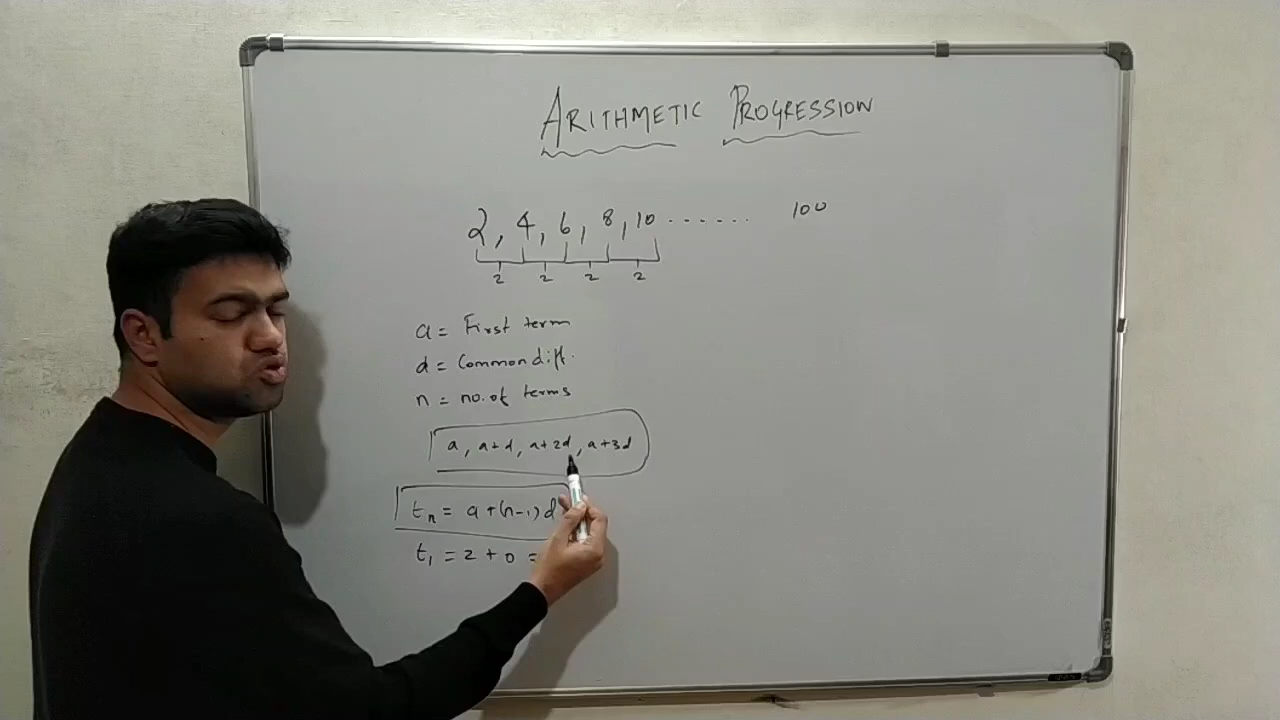 ARITHMETIC PROGRESSION
2, 4, 6, 8, 10 ....... 100
2 2 2 2
a = First term
d = Common diff.
n = no. of terms
a, a+d, a+2d, a+3d
tn = a+(n-1)d
t1 = 2 + 0 =